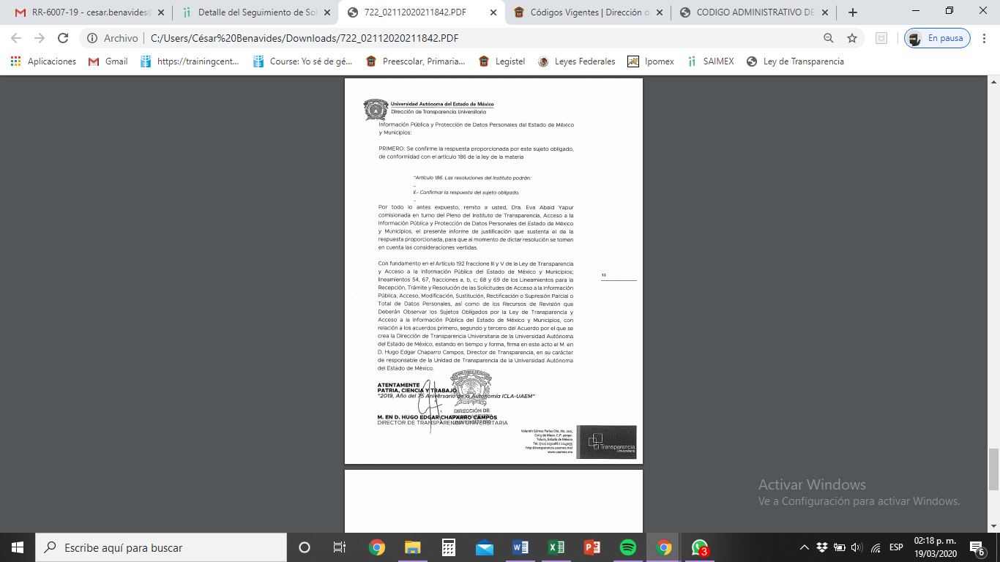 RR-6007-19 - cesar.benavides@
Detalle del Seguimiento de Sol
722_02112020211842.PDF
Códigos Vigentes | Dirección d
CODIGO ADMINISTRATIVO DE
Archivo
C:/Users/César%20Benavides/Downloads/722_02112020211842.PDF
En pausa
Aplicaciones
Gmail
https://trainingcent...
Course: Yo sé de gé...
Preescolar, Primaria...
Legistel
Leyes Federales
Ipomex
SAIMEX
Ley de Transparencia
Universidad Autónoma del Estado de México
Dirección de Transparencia Universitaria
Información Pública y Protección de Datos Personales del Estado de México
y Municipios:
PRIMERO: Se confirme la respuesta proporcionada por este sujeto obligado,
de conformidad con el artículo 186 de la ley de la materia
"Artículo 186. Las resoluciones del Instituto podrán:
...
II.- Confirmar la respuesta del sujeto obligado.
...
Por todo lo antes expuesto, remito a usted, Dra. Eva Abaid Yapur
comisionada en turno del Pleno del Instituto de Transparencia, Acceso a la
Información Pública y Protección de Datos Personales del Estado de México
y Municipios, el presente informe de justificación que sustenta el de la
respuesta proporcionada, para que al momento de dictar resolución se tomen
en cuenta las consideraciones vertidas.
Con fundamento en el Artículo 192 fraccione III y V de la Ley de Transparencia
y Acceso a la Información Pública del Estado de México y Municipios;
lineamientos 54, 67, fracciones a, b, c; 68 y 69 de los Lineamientos para la
Recepción, Trámite y Resolución de las Solicitudes de Acceso a la Información
Pública, Acceso, Modificación, Sustitución, Rectificación o Supresión Parcial o
Total de Datos Personales, así como de los Recursos de Revisión que
Deberán Observar los Sujetos Obligados por la Ley de Transparencia y
Acceso a la Información Pública del Estado de México y Municipios, con
relación a los acuerdos primero, segundo y tercero del Acuerdo por el que se
crea la Dirección de Transparencia Universitaria de la Universidad Autónoma
del Estado de México, estando en tiempo y forma, firma en este acto el M. en
D. Hugo Edgar Chaparro Campos, Director de Transparencia, en su carácter
de responsable de la Unidad de Transparencia de la Universidad Autónoma
del Estado de México.
11
ATENTAMENTE
PATRIA, CIENCIA Y TRABAJO
"2019, Año del 75 Aniversario de la Autonomía ICLA-UAEM"
DIRECCIÓN DE
M. EN D. HUGO EDGAR CHAPARRO CAMPOS
DIRECTOR DE TRANSPARENCIA UNIVERSITARIA
Valentín Gómez Farías Ote. No. 200,
Col 5 de Mayo. C.P. 50090.
Toluca, Estado de México
www.uaemex.mx
Transparencia
Universitaria
Activar Windows
Ve a Configuración para activar Windows.
Escribe aquí para buscar
3
ESP
02:18 p. m.
19/03/2020
6